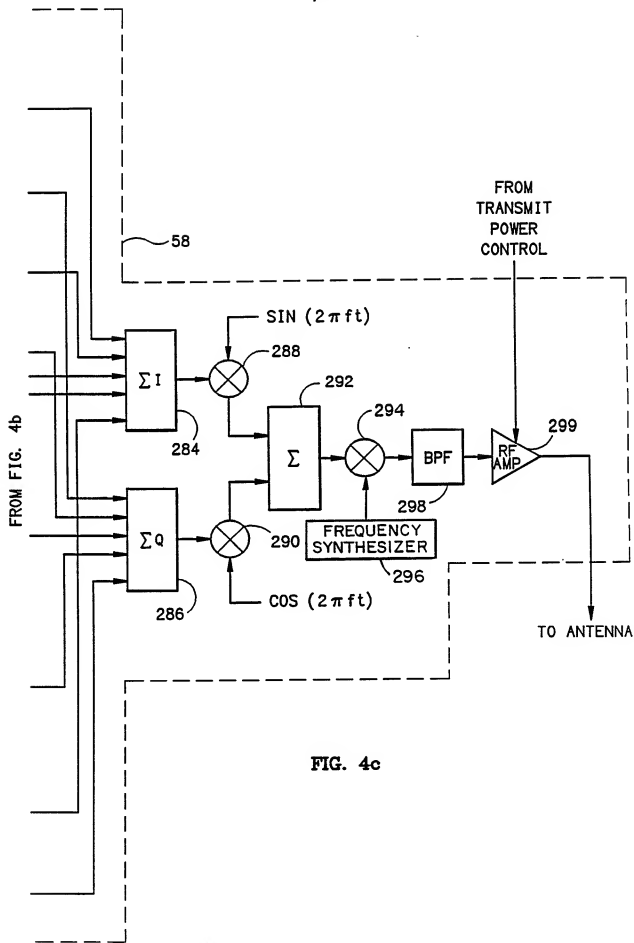 FROM
TRANSMIT
POWER
CONTROL
58
SIN (2πft)
288
292
ΣI
294
Σ
299
284
BPF
RF
AMP
298
FROM FIG. 4b
ΣQ
290
FREQUENCY
SYNTHESIZER
296
286
COS (2πft)
TO ANTENNA
FIG. 4c